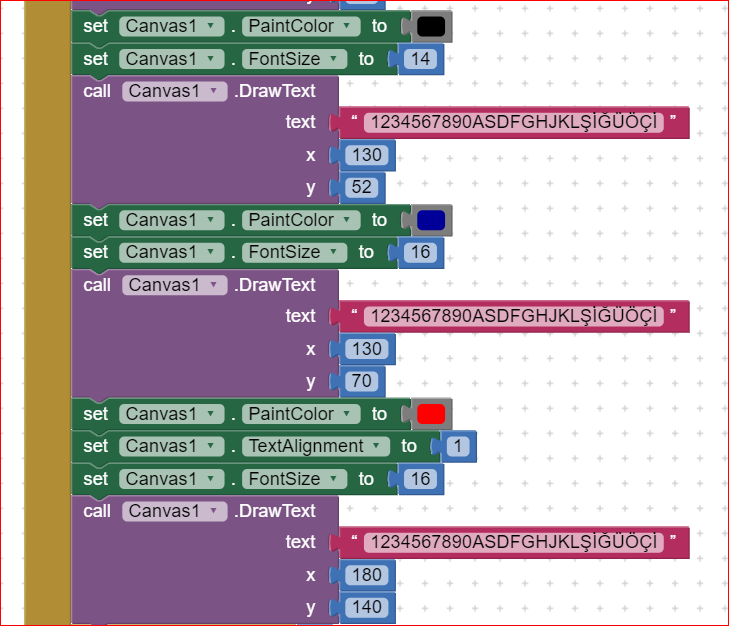 y
set Canvas1 . PaintColor to
set Canvas1 . FontSize to 14
call Canvas1 .DrawText
text “ 1234567890ASDFGHJKLŞİĞÜÖÇİ ”
x 130
y 52
set Canvas1 . PaintColor to
set Canvas1 . FontSize to 16
call Canvas1 .DrawText
text “ 1234567890ASDFGHJKLŞİĞÜÖÇİ ”
x 130
y 70
set Canvas1 . PaintColor to
set Canvas1 . TextAlignment to 1
set Canvas1 . FontSize to 16
call Canvas1 .DrawText
text “ 1234567890ASDFGHJKLŞİĞÜÖÇİ ”
x 180
y 140